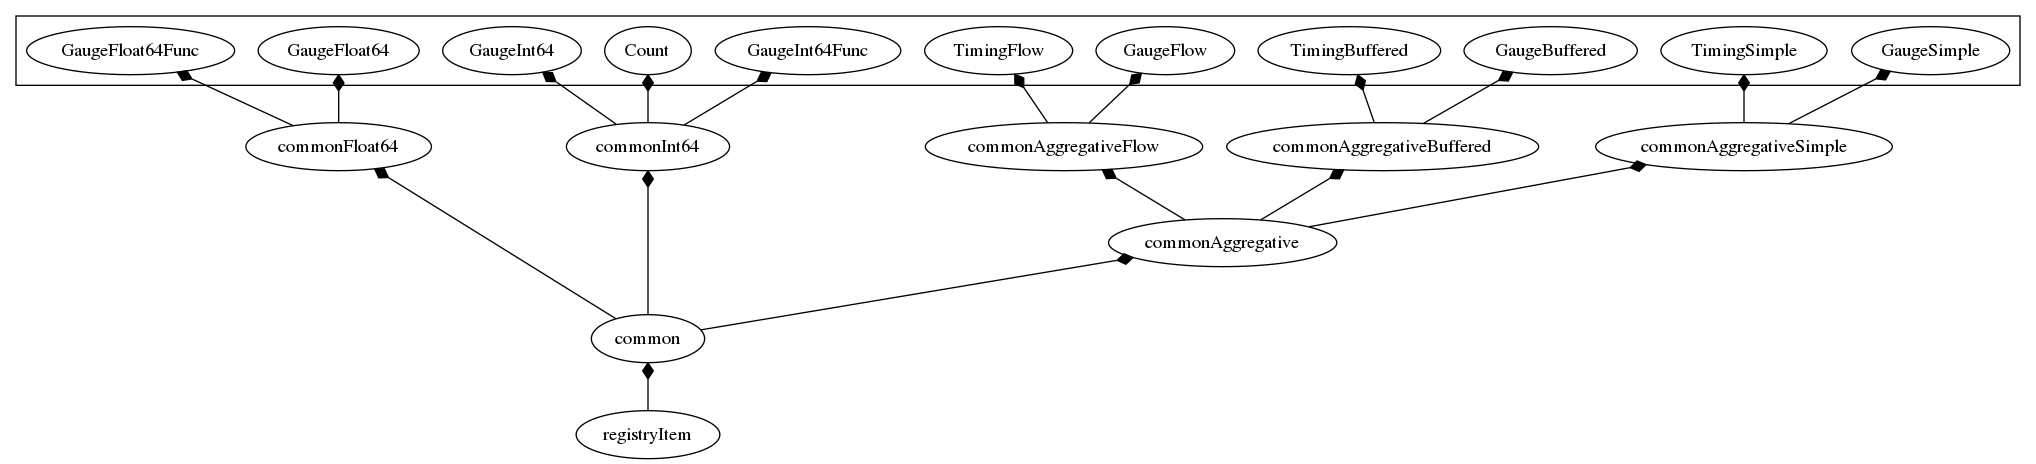 GaugeFloat64Func
GaugeFloat64
GaugeInt64
Count
GaugeInt64Func
TimingFlow
GaugeFlow
TimingBuffered
GaugeBuffered
TimingSimple
GaugeSimple
commonFloat64
commonInt64
commonAggregativeFlow
commonAggregativeBuffered
commonAggregativeSimple
commonAggregative
common
registryItem